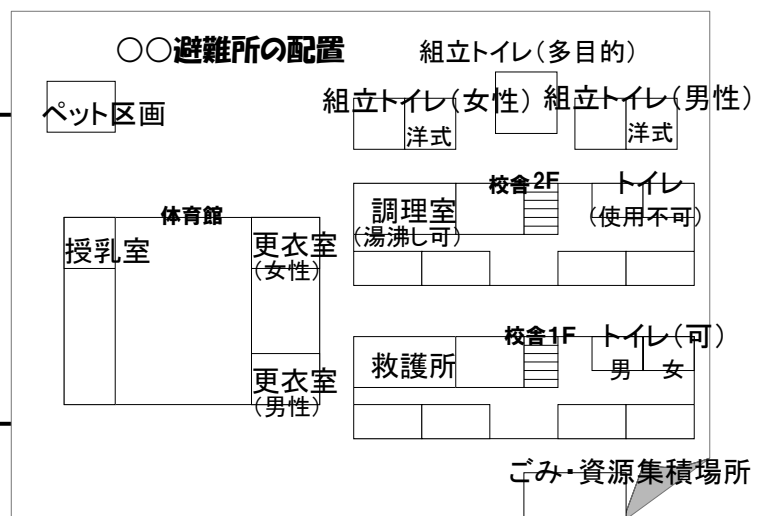 ○○避難所の配置
組立トイレ（多目的）
ペット区画
組立トイレ（女性）
組立トイレ（男性）
洋式
洋式
校舎2F
トイレ
（使用不可）
調理室
（湯沸し可）
体育館
授乳室
更衣室
（女性）
校舎1F
トイレ（可）
男
女
救護所
更衣室
（男性）
ごみ・資源集積場所